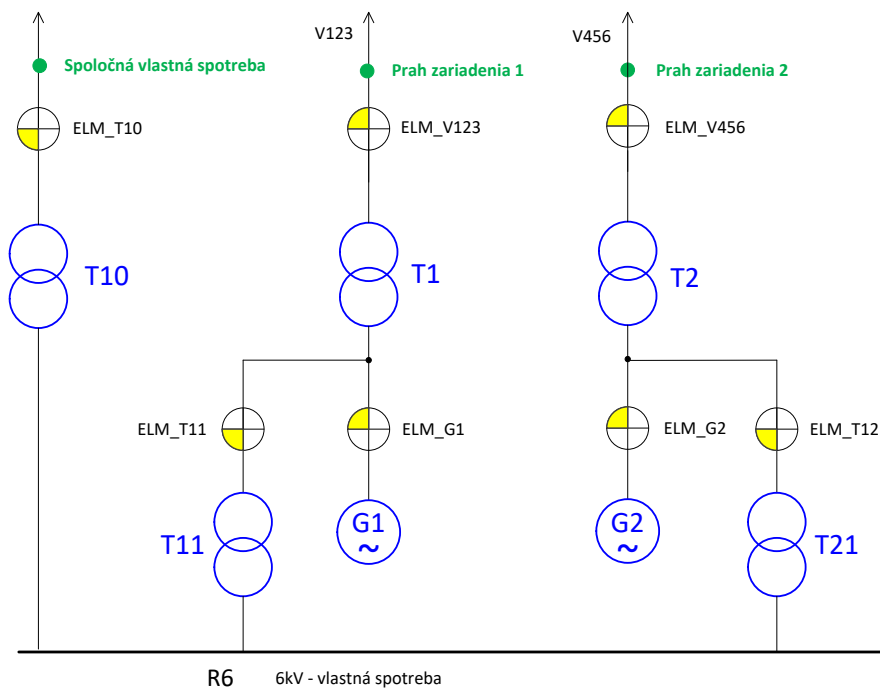 V123
V456
Spoločná vlastná spotreba
Prah zariadenia 1
Prah zariadenia 2
ELM_T10
ELM_V123
ELM_V456
T10
T1
T2
ELM_T11
ELM_G1
ELM_G2
ELM_T12
T11
G1
~
G2
~
T21
R6 6kV - vlastná spotreba